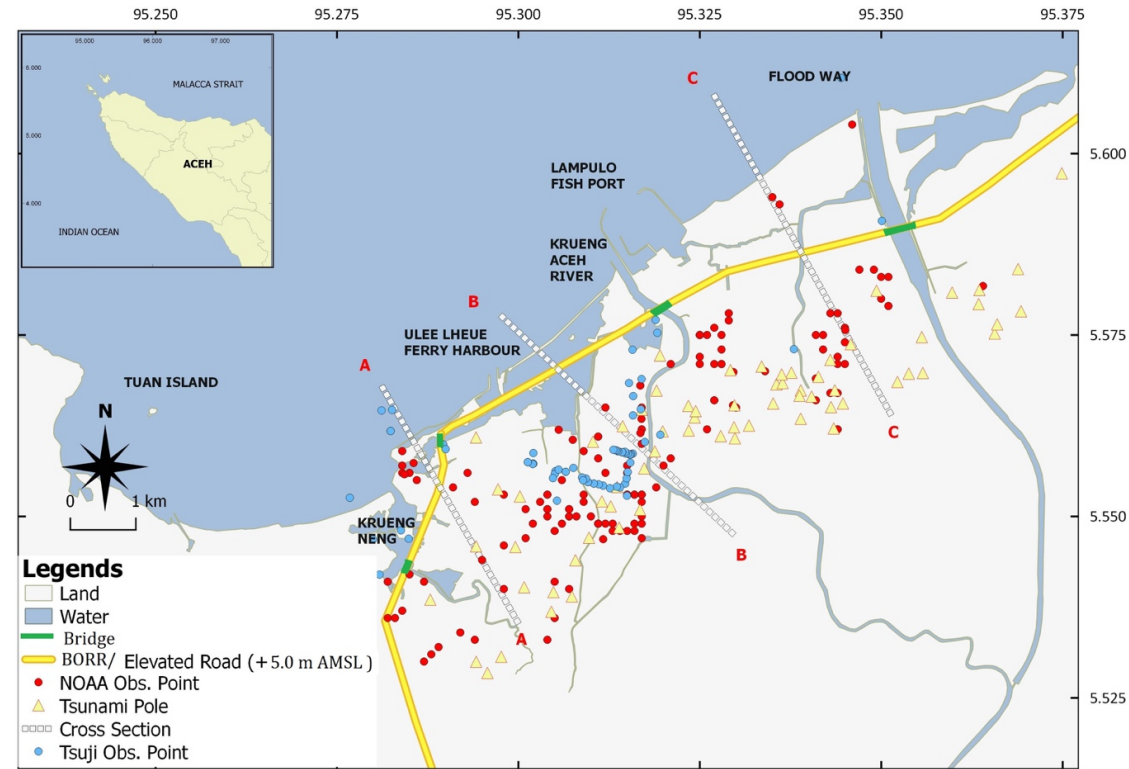 95.250 95.275 95.300 95.325 95.350 95.375
95.000 96.000 97.000
6.000
5.000
4.000
MALACCA STRAIT
ACEH
INDIAN OCEAN
C
FLOOD WAY
5.600
LAMPULO
FISH PORT
KRUENG
ACEH
RIVER
B
ULEE LHEUE
FERRY HARBOUR
5.575
A
TUAN ISLAND
N
C
0 1 km
5.550
KRUENG
NENG
B
A
5.525
Legends
Land
Water
Bridge
BORR/ Elevated Road (+5.0 m AMSL )
NOAA Obs. Point
Tsunami Pole
Cross Section
Tsuji Obs. Point